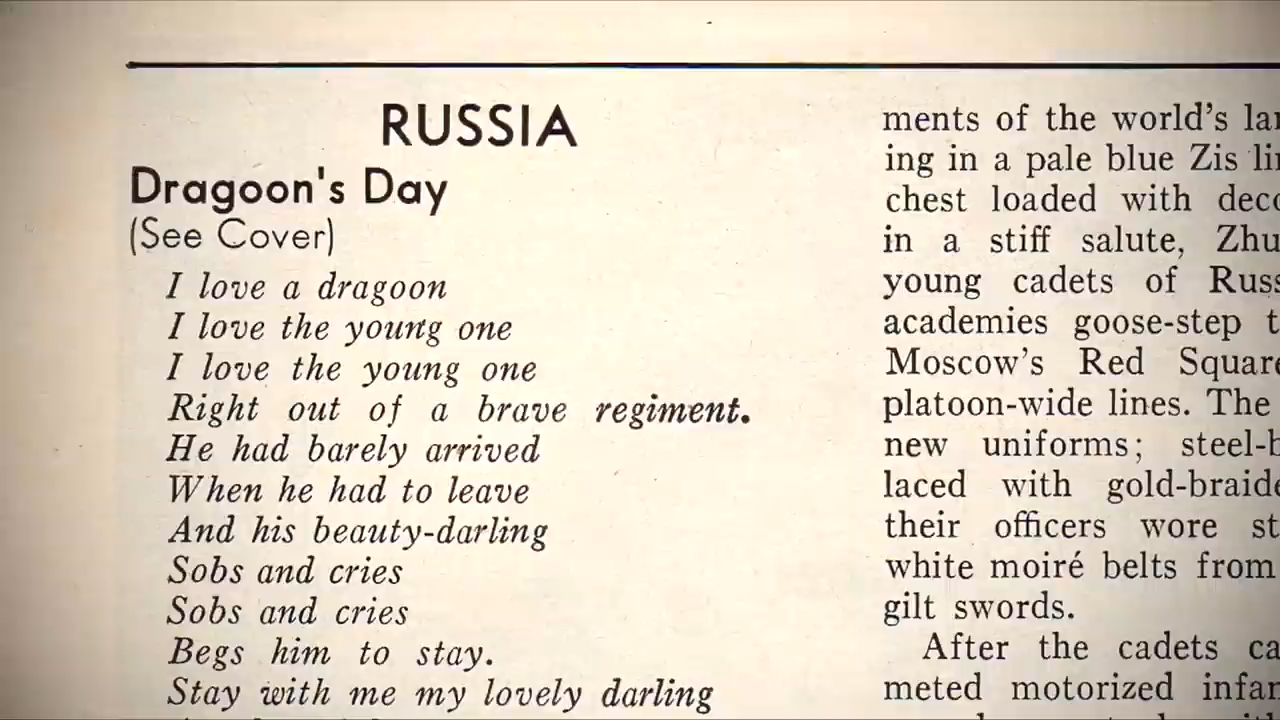 RUSSIA
Dragoon's Day
(See Cover)
I love a dragoon
I love the young one
I love the young one
Right out of a brave regiment.
He had barely arrived
When he had to leave
And his beauty-darling
Sobs and cries
Sobs and cries
Begs him to stay.
Stay with me my lovely darling
ments of the world's
ing in a pale blue Zis
chest loaded with
in a stiff salute,
young cadets of
academies goose-step
Moscow's Red
platoon-wide lines. The
new uniforms;
laced with
their officers wore
white moiré belts from
gilt swords.
After the cadets
meted motorized